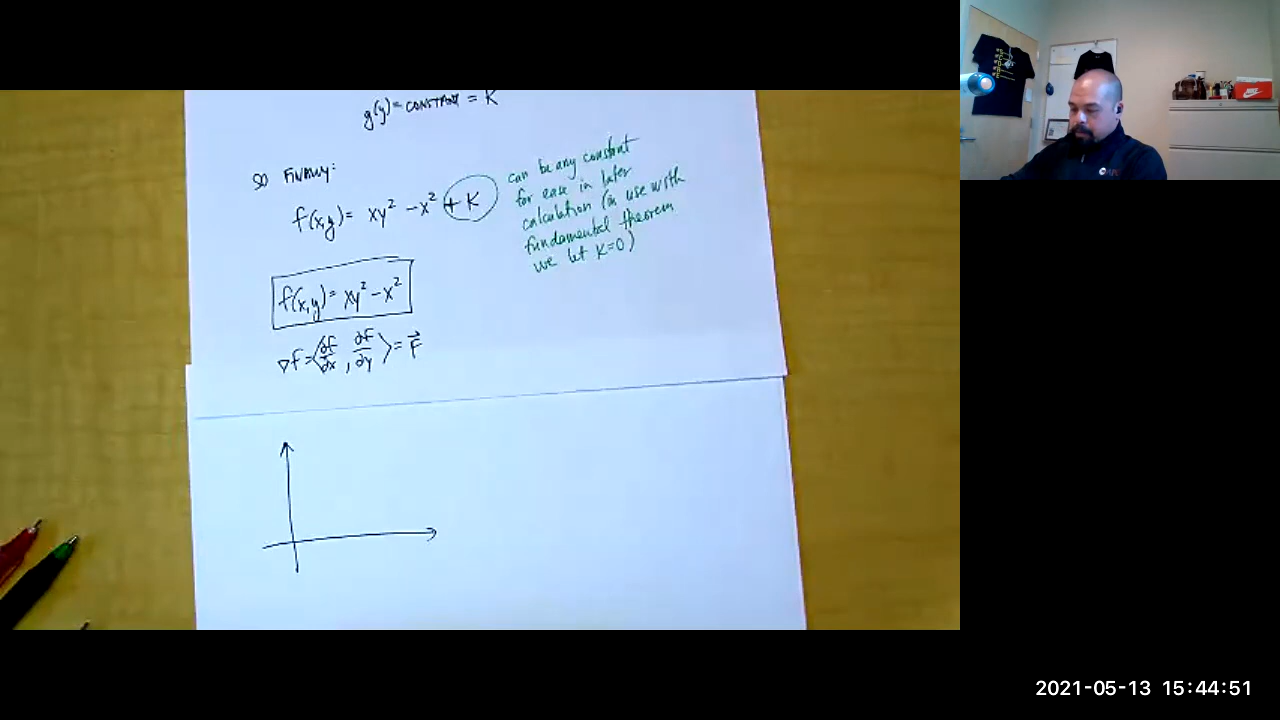 g(y) = CONSTANT = K
SO FINALLY:
f(x,y) = xy² - x² + K
can be any constant
for ease in later
calculation (in use with
fundamental theorem
we let K=0)
f(x,y) = xy² - x²
∇f = ⟨∂f/∂x, ∂f/∂y⟩ = F⃗
NIKE
2021-05-13 15:44:51